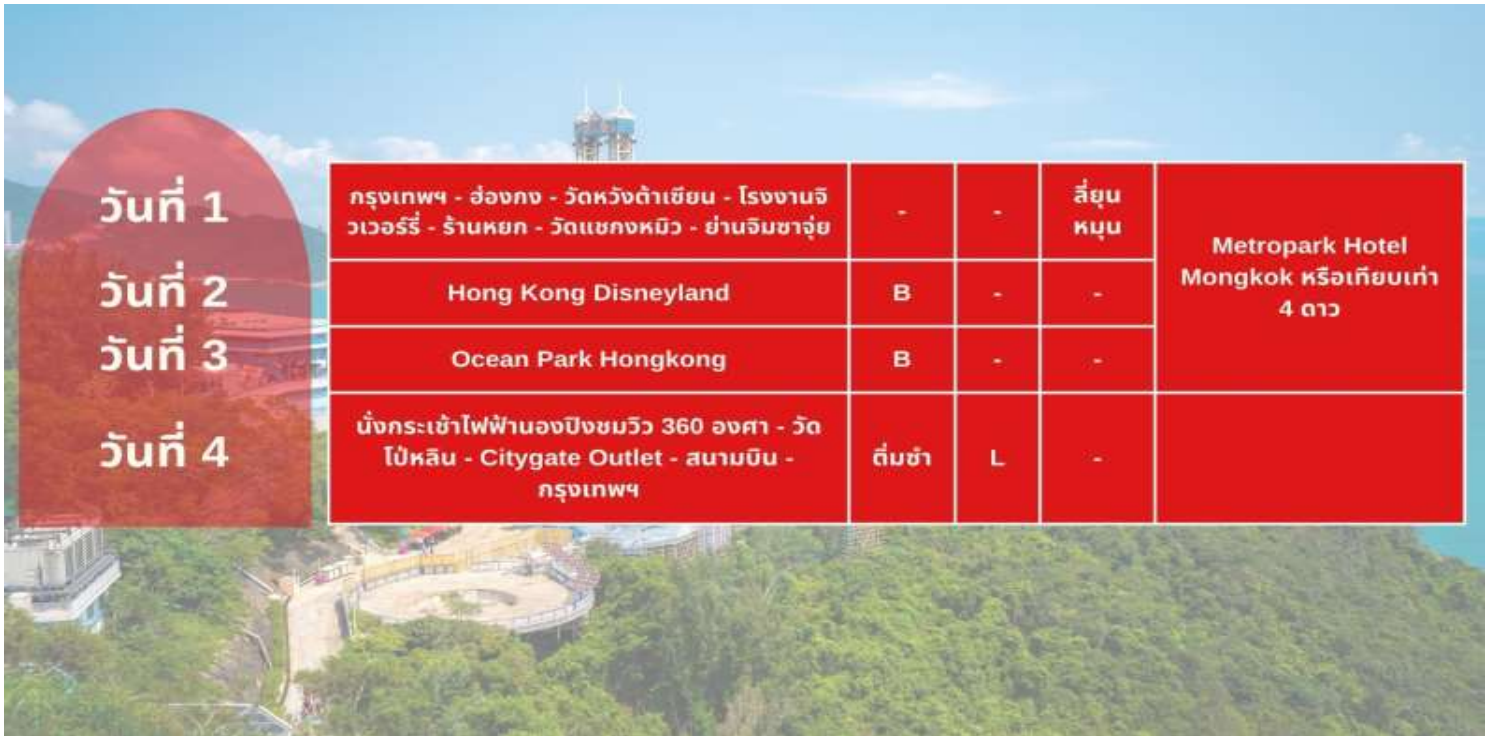 วันที่ 1
กรุงเทพฯ - ฮ่องกง - วัดหวังต้าเซียน - โรงงานจิ
วเวอร์รี่ - ร้านหยก - วัดแชกงหมิว - ย่านจิมซาจุ่ย
-
-
ลี่ยุน
หมุน
Metropark Hotel
Mongkok หรือเทียบเท่า
4 ดาว
วันที่ 2
Hong Kong Disneyland
B
-
-
วันที่ 3
Ocean Park Hongkong
B
-
-
วันที่ 4
นั่งกระเช้าไฟฟ้านองปิงชมวิว 360 องศา - วัด
โป่หลิน - Citygate Outlet - สนามบิน -
กรุงเทพฯ
ติ่มซำ
L
-